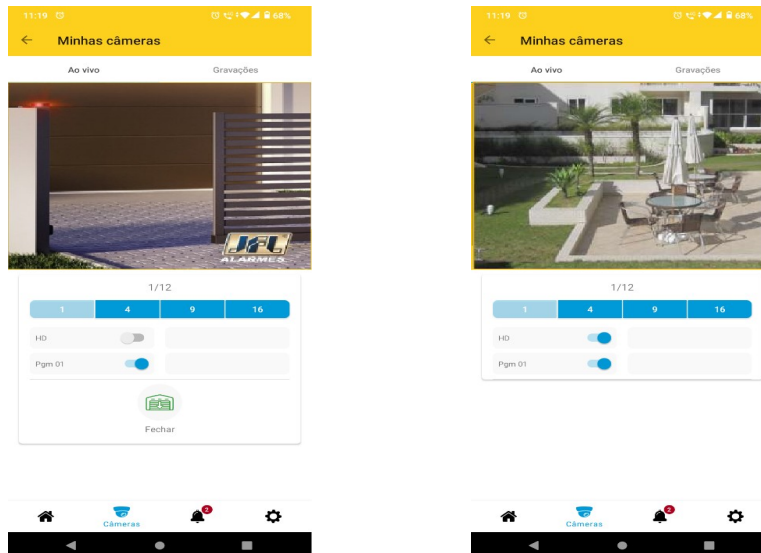 11:19
68%
Minhas câmeras
Ao vivo
Gravações
JFL
ALARMES
1/12
1 4 9 16
HD
Pgm 01
Fechar
2
Câmeras
11:19
68%
Minhas câmeras
Ao vivo
Gravações
1/12
1 4 9 16
HD
Pgm 01
2
Câmeras